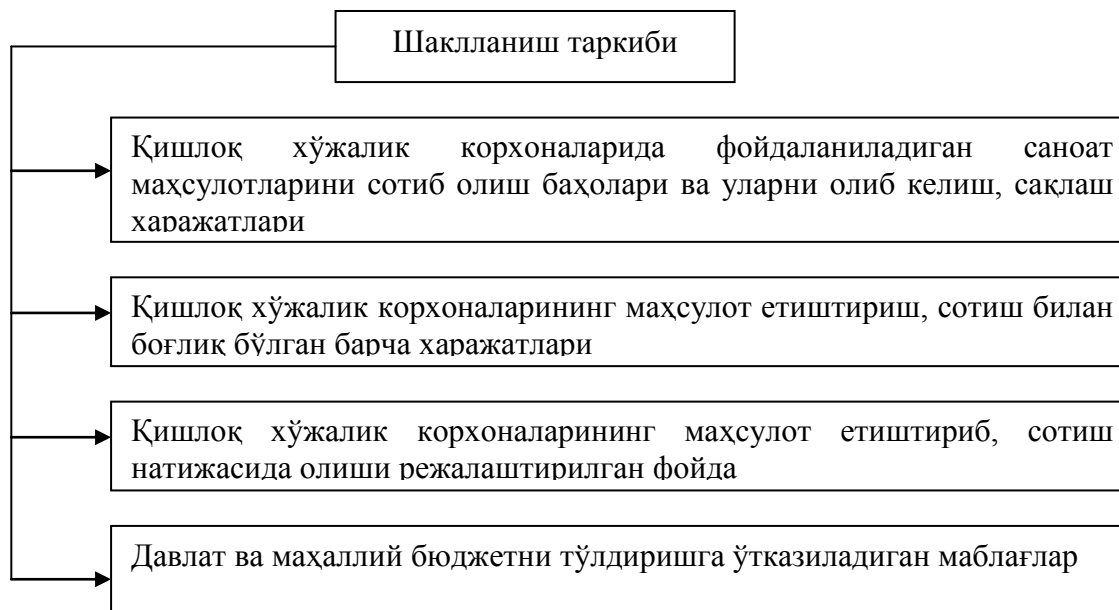 Шаклланиш таркиби
Қишлоқ хўжалик корхоналарида фойдаланиладиган саноат
маҳсулотларини сотиб олиш баҳолари ва уларни олиб келиш, сақлаш
харажатлари
Қишлоқ хўжалик корхоналарининг маҳсулот етиштириш, сотиш билан
боғлиқ бўлган барча харажатлари
Қишлоқ хўжалик корхоналарининг маҳсулот етиштириб, сотиш
натижасида олиши режалаштирилган фойда
Давлат ва маҳаллий бюджетни тўлдиришга ўтказиладиган маблағлар